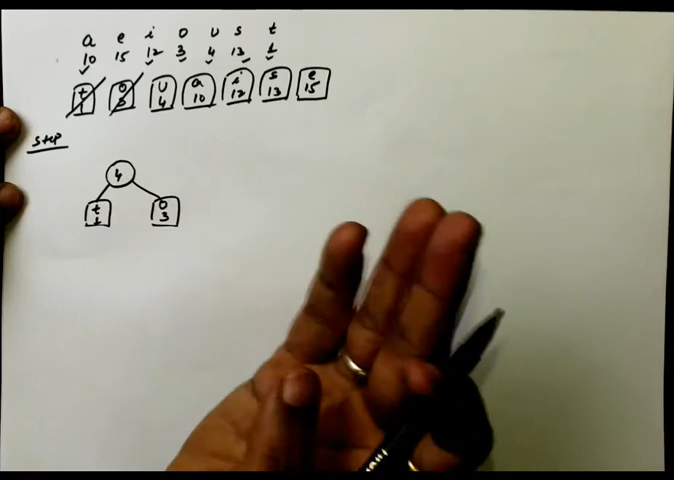 a e i o u s t
10 15 12 3 4 13 1
t 1 o 3 u 4 a 10 i 12 s 13 e 15
step
4
t 1 o 3